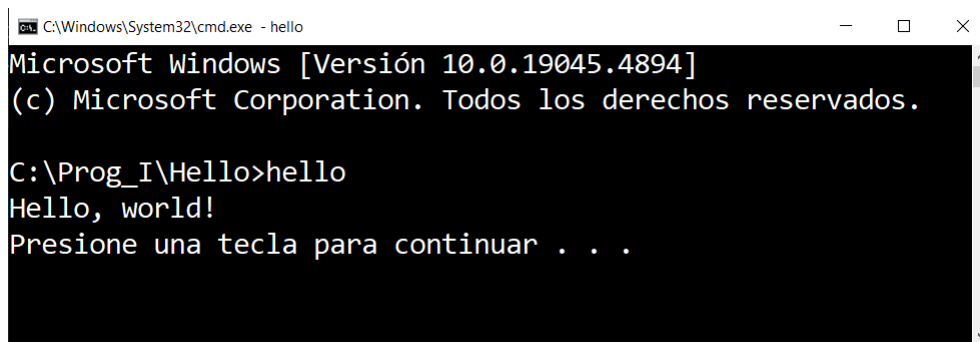 C:\Windows\System32\cmd.exe - hello
Microsoft Windows [Versión 10.0.19045.4894]
(c) Microsoft Corporation. Todos los derechos reservados.
C:\Prog_I\Hello>hello
Hello, world!
Presione una tecla para continuar . . .